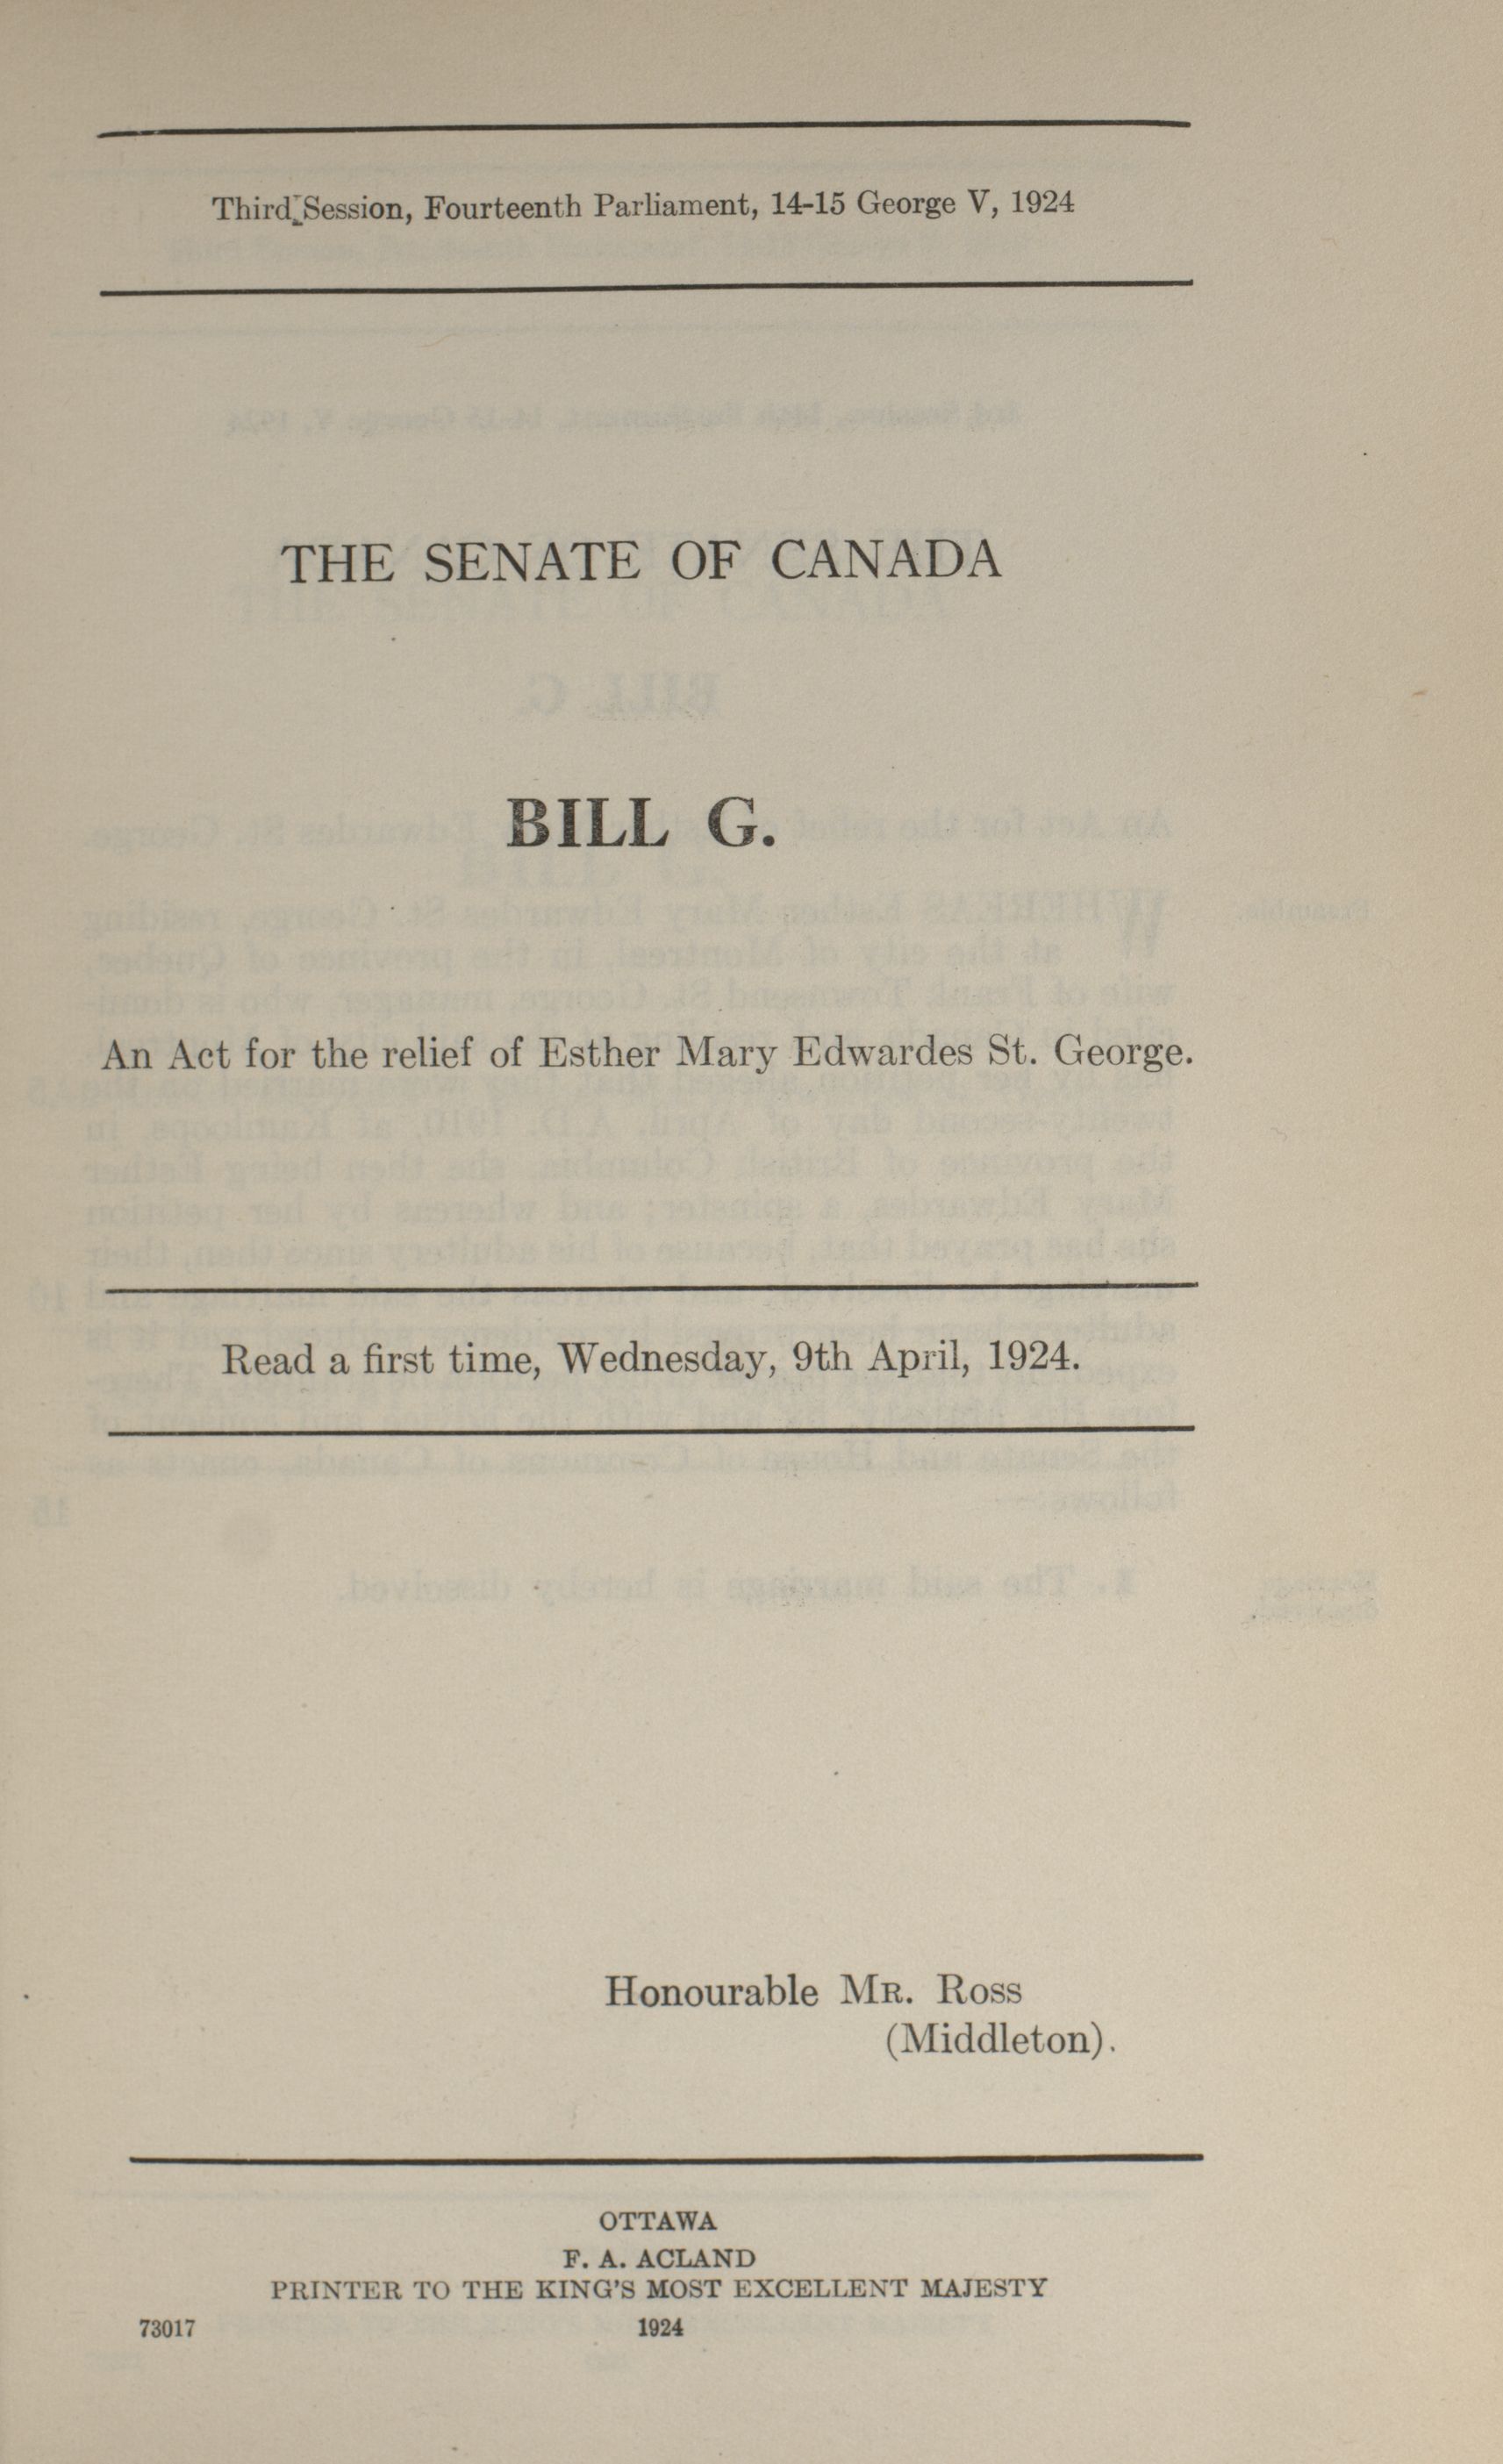 Third Session, Fourteenth Parliament, 14-15 George V, 1924
THE SENATE OF CANADA
BILL G.
An Act for the relief of Esther Mary Edwardes St. George.
Read a first time, Wednesday, 9th April, 1924.
Honourable MR. Ross
(Middleton).
OTTAWA
F. A. ACLAND
PRINTER TO THE KING'S MOST EXCELLENT MAJESTY
73017 1924